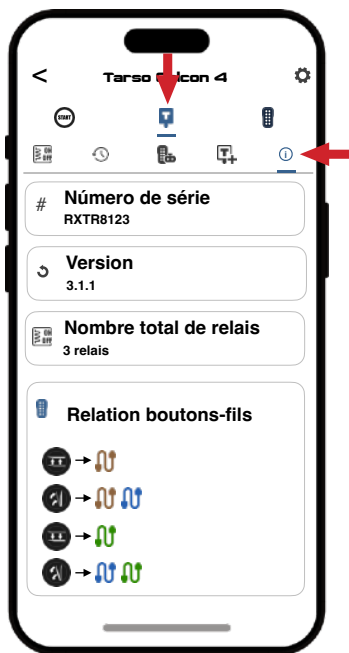 < Tarso Falcon 4
START
ON
OFF
# Número de série
RXTR8123
Version
3.1.1
ON
OFF
Nombre total de relais
3 relais
Relation boutons-fils